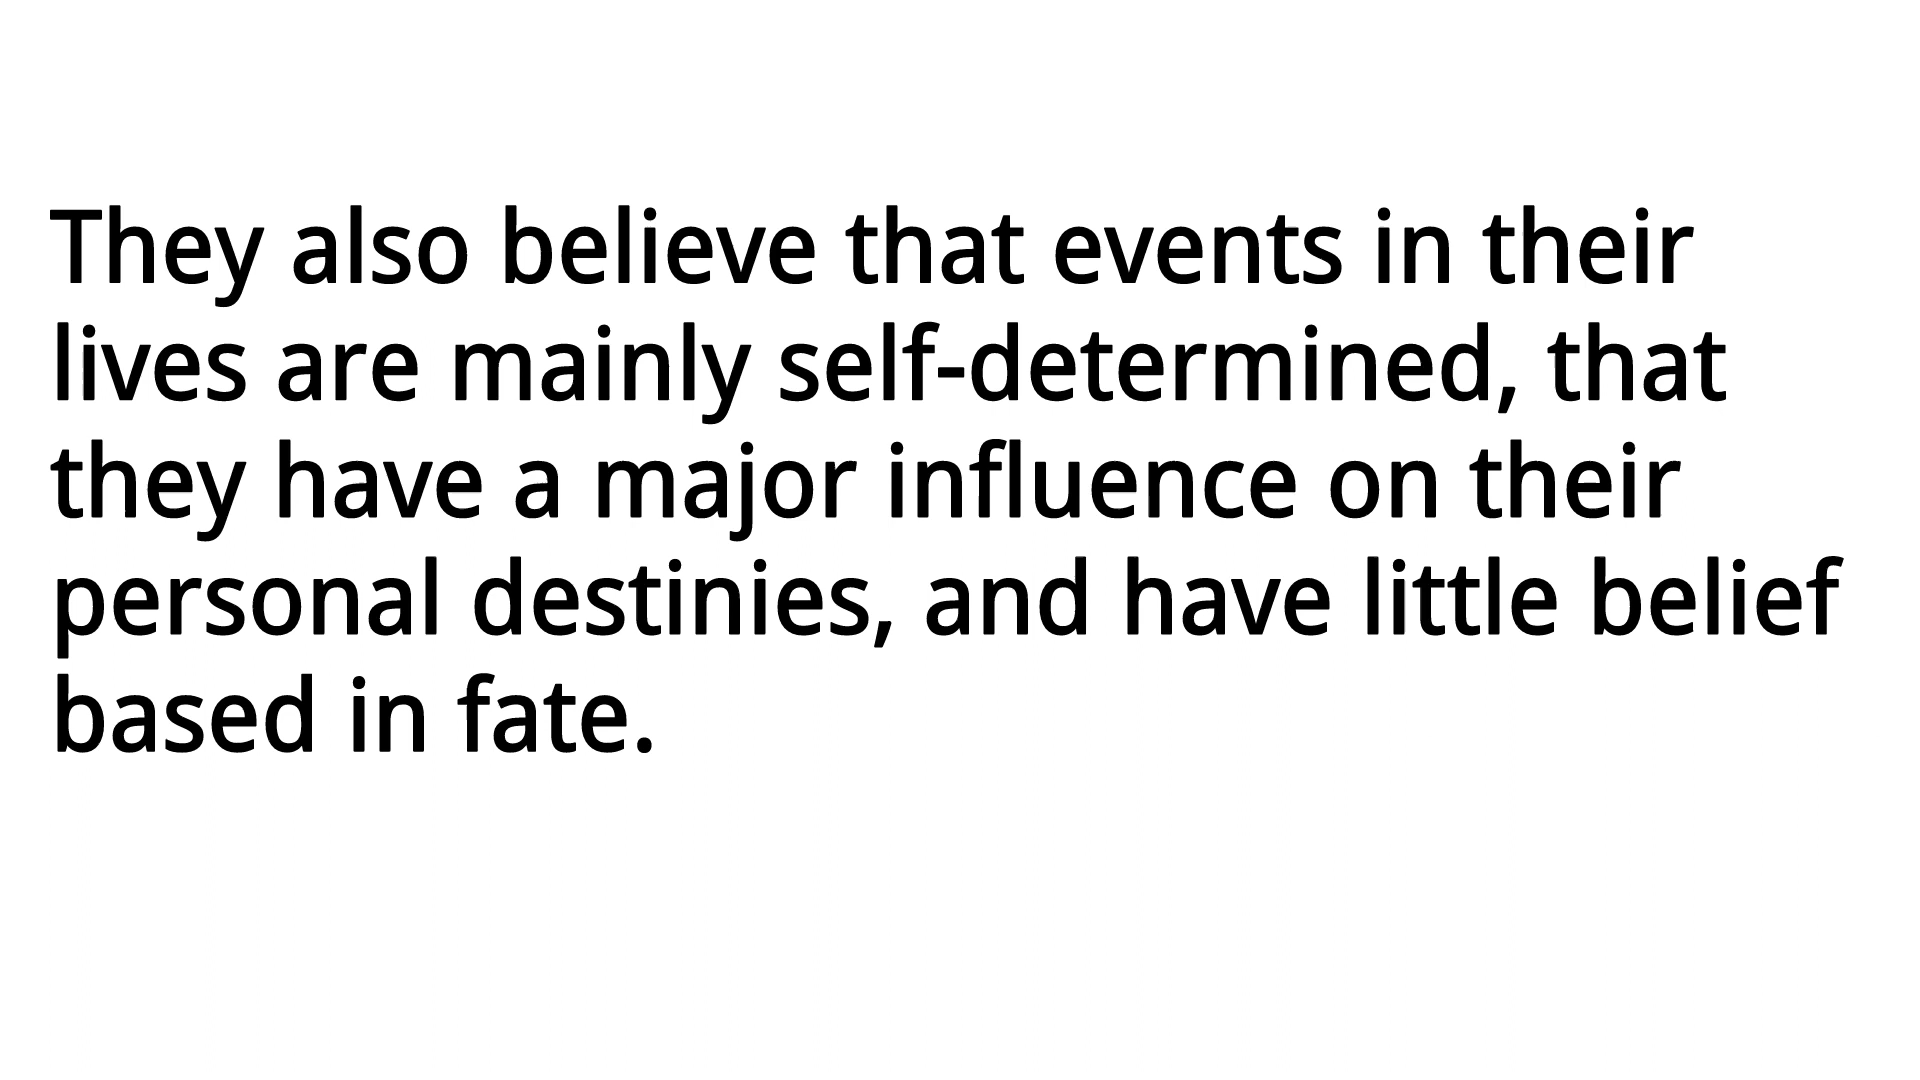 They also believe that events in their
lives are mainly self-determined, that
they have a major influence on their
personal destinies, and have little belief
based in fate.